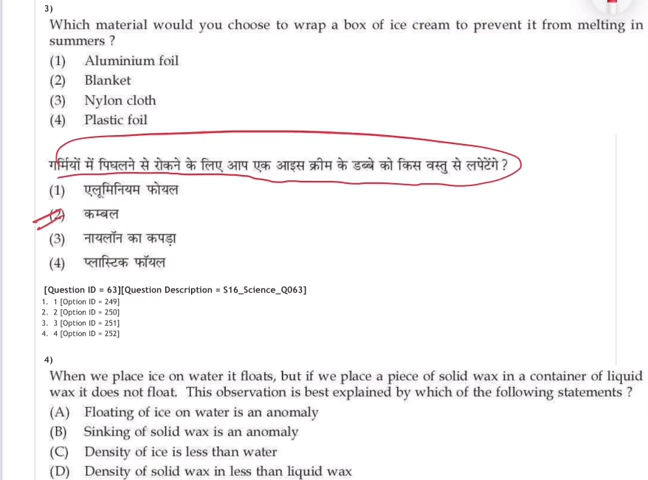 3)
Which material would you choose to wrap a box of ice cream to prevent it from melting in
summers ?
(1) Aluminium foil
(2) Blanket
(3) Nylon cloth
(4) Plastic foil
गर्मियों में पिघलने से रोकने के लिए आप एक आइस क्रीम के डब्बे को किस वस्तु से लपेटेंगे ?
(1) एलूमिनियम फोयल
(2) कम्बल
(3) नायलॉन का कपड़ा
(4) प्लास्टिक फॉयल
[Question ID = 63][Question Description = S16_Science_Q063]
1. 1 [Option ID = 249]
2. 2 [Option ID = 250]
3. 3 [Option ID = 251]
4. 4 [Option ID = 252]
4)
When we place ice on water it floats, but if we place a piece of solid wax in a container of liquid
wax it does not float. This observation is best explained by which of the following statements ?
(A) Floating of ice on water is an anomaly
(B) Sinking of solid wax is an anomaly
(C) Density of ice is less than water
(D) Density of solid wax in less than liquid wax